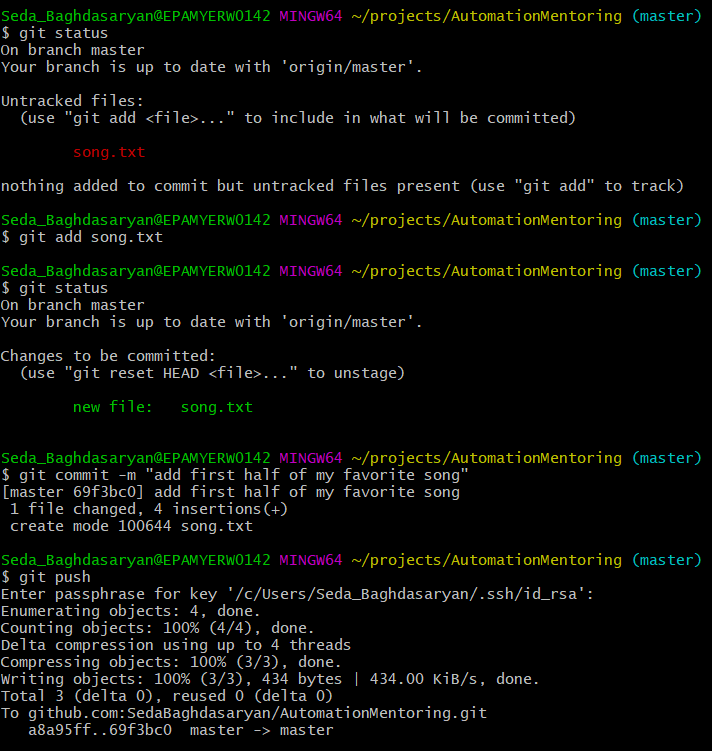 Seda_Baghdasaryan@EPAMYERW0142 MINGW64 ~/projects/AutomationMentoring (master)
$ git status
On branch master
Your branch is up to date with 'origin/master'.
Untracked files:
(use "git add <file>..." to include in what will be committed)
song.txt
nothing added to commit but untracked files present (use "git add" to track)
Seda_Baghdasaryan@EPAMYERW0142 MINGW64 ~/projects/AutomationMentoring (master)
$ git add song.txt
Seda_Baghdasaryan@EPAMYERW0142 MINGW64 ~/projects/AutomationMentoring (master)
$ git status
On branch master
Your branch is up to date with 'origin/master'.
Changes to be committed:
(use "git reset HEAD <file>..." to unstage)
new file:   song.txt
Seda_Baghdasaryan@EPAMYERW0142 MINGW64 ~/projects/AutomationMentoring (master)
$ git commit -m "add first half of my favorite song"
[master 69f3bc0] add first half of my favorite song
1 file changed, 4 insertions(+)
create mode 100644 song.txt
Seda_Baghdasaryan@EPAMYERW0142 MINGW64 ~/projects/AutomationMentoring (master)
$ git push
Enter passphrase for key '/c/Users/Seda_Baghdasaryan/.ssh/id_rsa':
Enumerating objects: 4, done.
Counting objects: 100% (4/4), done.
Delta compression using up to 4 threads
Compressing objects: 100% (3/3), done.
Writing objects: 100% (3/3), 434 bytes | 434.00 KiB/s, done.
Total 3 (delta 0), reused 0 (delta 0)
To github.com:SedaBaghdasaryan/AutomationMentoring.git
a8a95ff..69f3bc0  master -> master